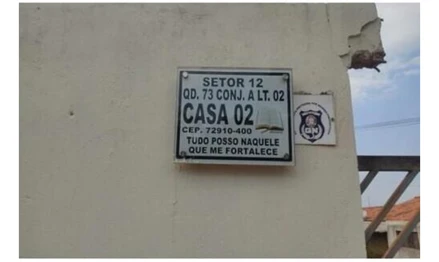 SETOR 12
QD. 73 CONJ. A LT. 02
CASA 02
CEP. 72910-400
TUDO POSSO NAQUELE
QUE ME FORTALECE